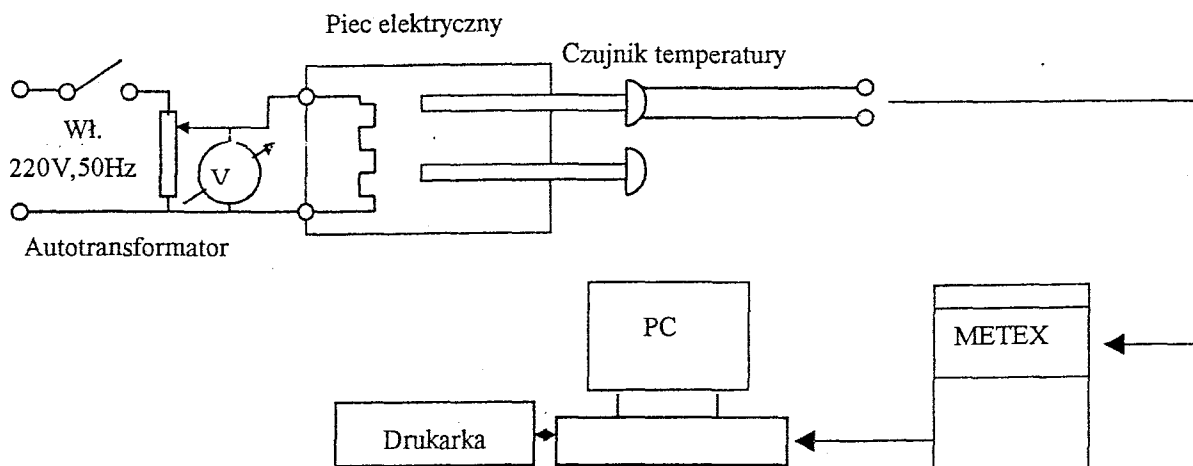 Piec elektryczny
Czujnik temperatury
Wł.
220V,50Hz
V
Autotransformator
PC
METEX
Drukarka